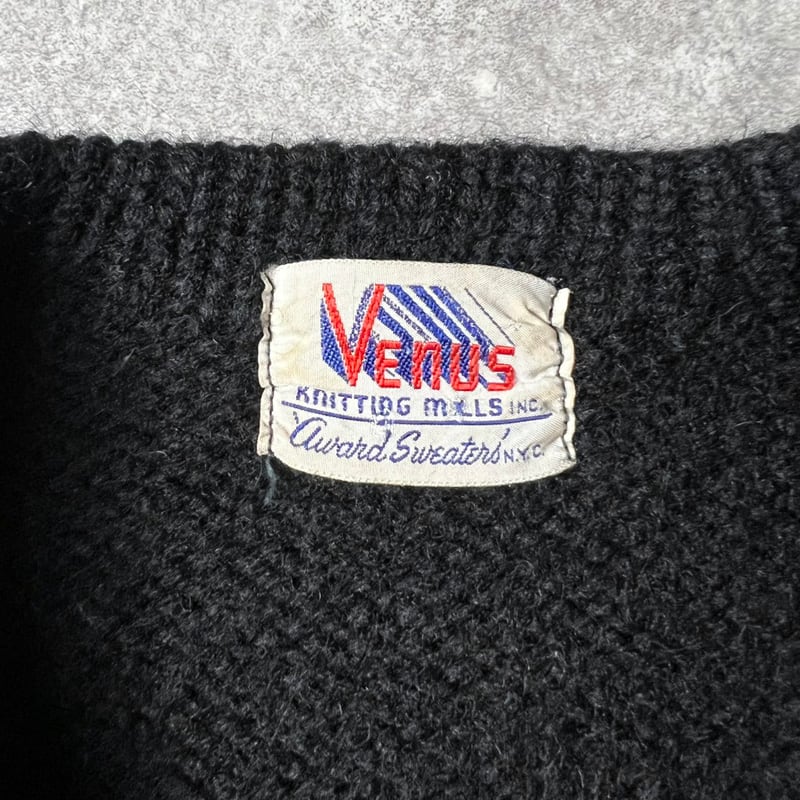 VENUS
KNITTING MILLS INC.
'Award Sweaters' N.Y.C.